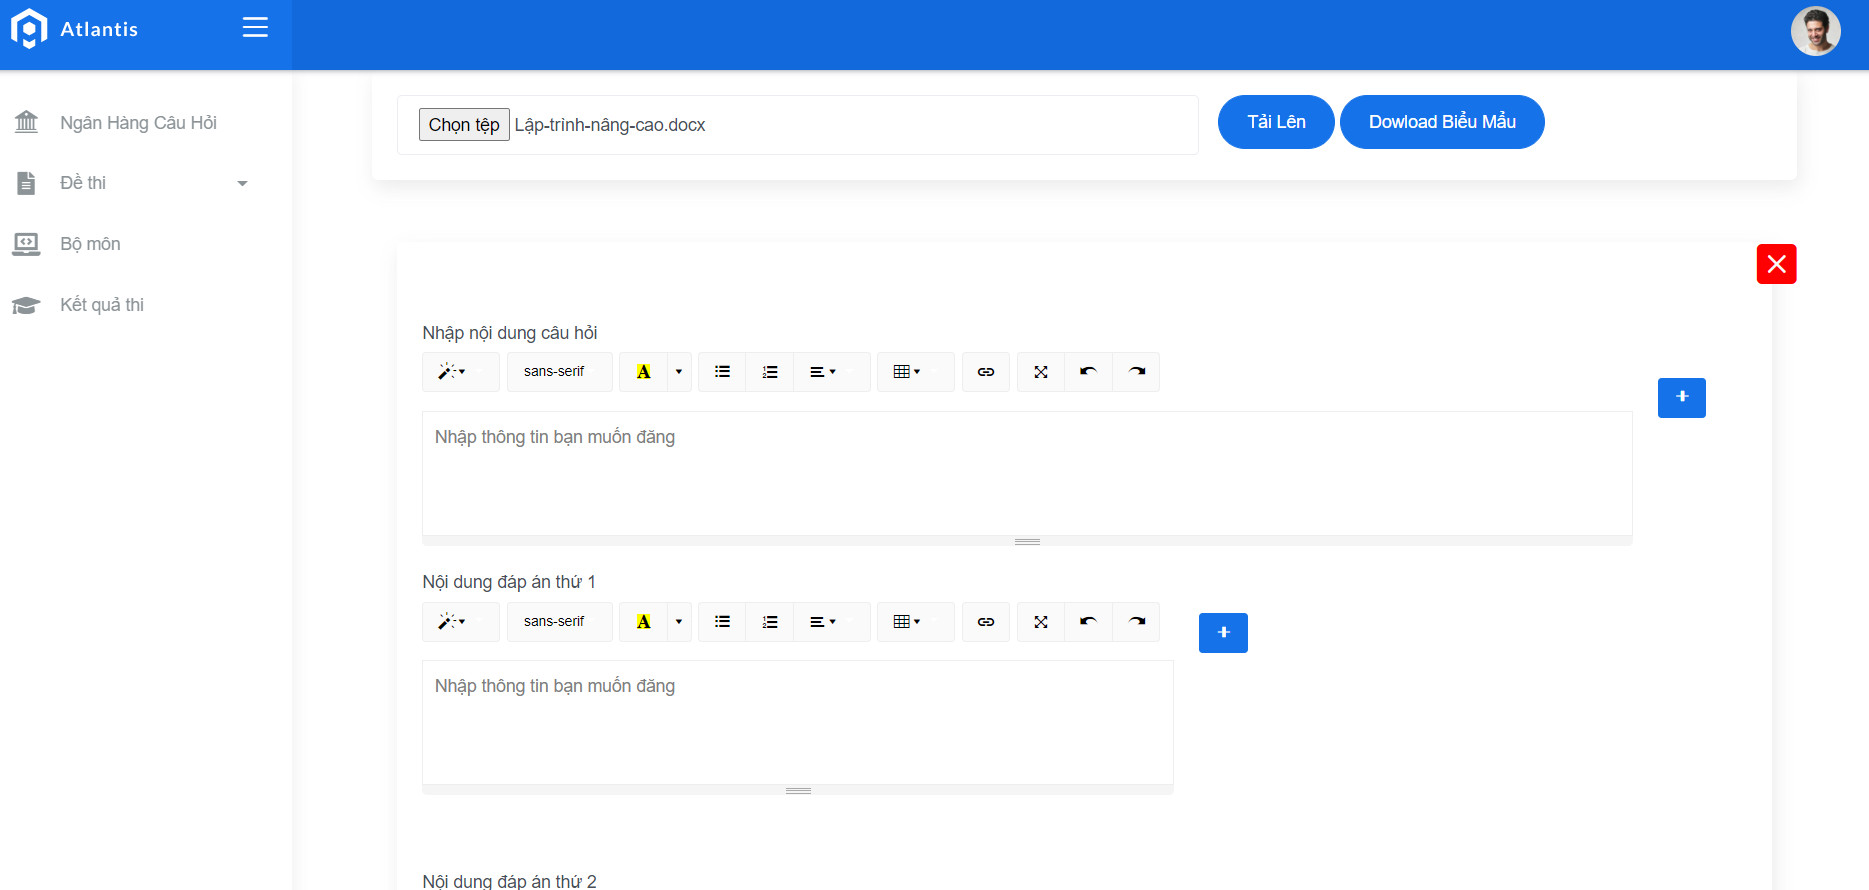 Atlantis
Ngân Hàng Câu Hỏi
Đề thi
Bộ môn
Kết quả thi
Chọn tệp Lập-trình-nâng-cao.docx
Tải Lên
Dowload Biểu Mẩu
Nhập nội dung câu hỏi
sans-serif
A
Nhập thông tin bạn muốn đăng
Nội dung đáp án thứ 1
sans-serif
A
Nhập thông tin bạn muốn đăng
Nội dung đáp án thứ 2